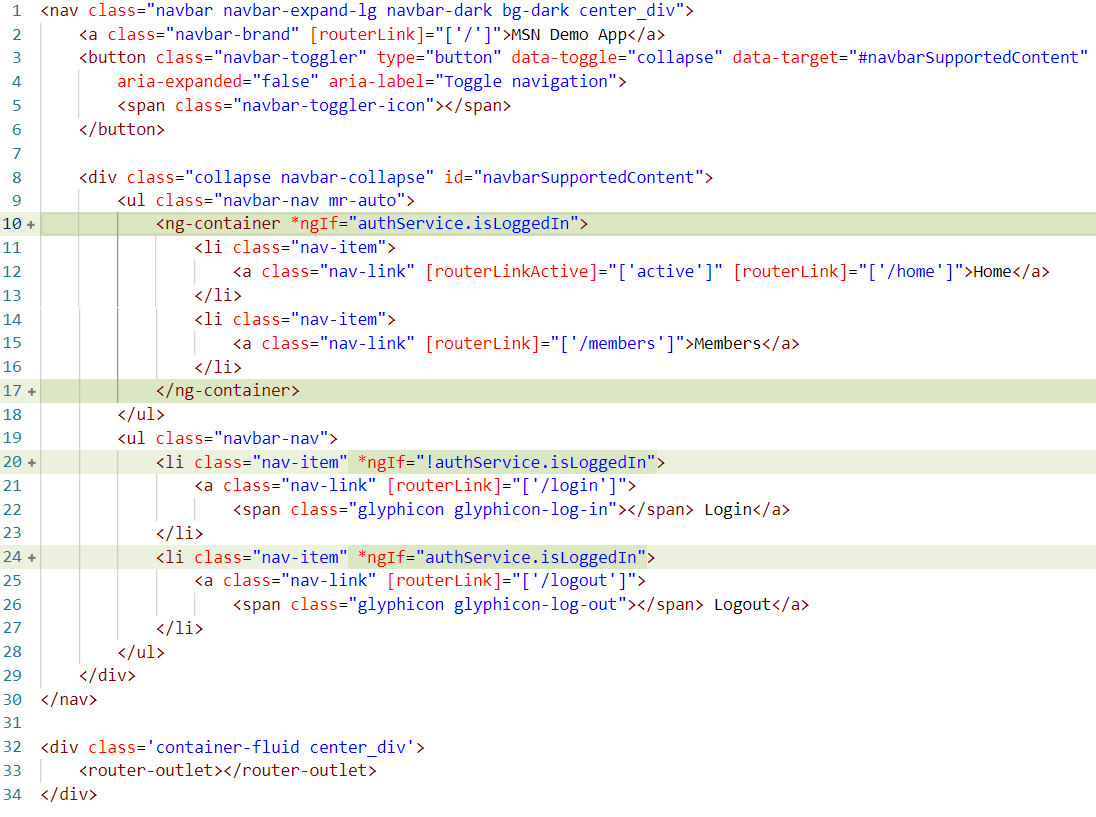 1 <nav class="navbar navbar-expand-lg navbar-dark bg-dark center_div">
2     <a class="navbar-brand" [routerLink]="['/']">MSN Demo App</a>
3     <button class="navbar-toggler" type="button" data-toggle="collapse" data-target="#navbarSupportedContent"
4         aria-expanded="false" aria-label="Toggle navigation">
5         <span class="navbar-toggler-icon"></span>
6     </button>
7
8     <div class="collapse navbar-collapse" id="navbarSupportedContent">
9         <ul class="navbar-nav mr-auto">
10 +             <ng-container *ngIf="authService.isLoggedIn">
11                 <li class="nav-item">
12                     <a class="nav-link" [routerLinkActive]="['active']" [routerLink]="['/home']">Home</a>
13                 </li>
14                 <li class="nav-item">
15                     <a class="nav-link" [routerLink]="['/members']">Members</a>
16                 </li>
17 +             </ng-container>
18         </ul>
19         <ul class="navbar-nav">
20 +             <li class="nav-item" *ngIf="!authService.isLoggedIn">
21                 <a class="nav-link" [routerLink]="['/login']">
22                     <span class="glyphicon glyphicon-log-in"></span> Login</a>
23             </li>
24 +             <li class="nav-item" *ngIf="authService.isLoggedIn">
25                 <a class="nav-link" [routerLink]="['/logout']">
26                     <span class="glyphicon glyphicon-log-out"></span> Logout</a>
27             </li>
28         </ul>
29     </div>
30 </nav>
31
32 <div class='container-fluid center_div'>
33     <router-outlet></router-outlet>
34 </div>